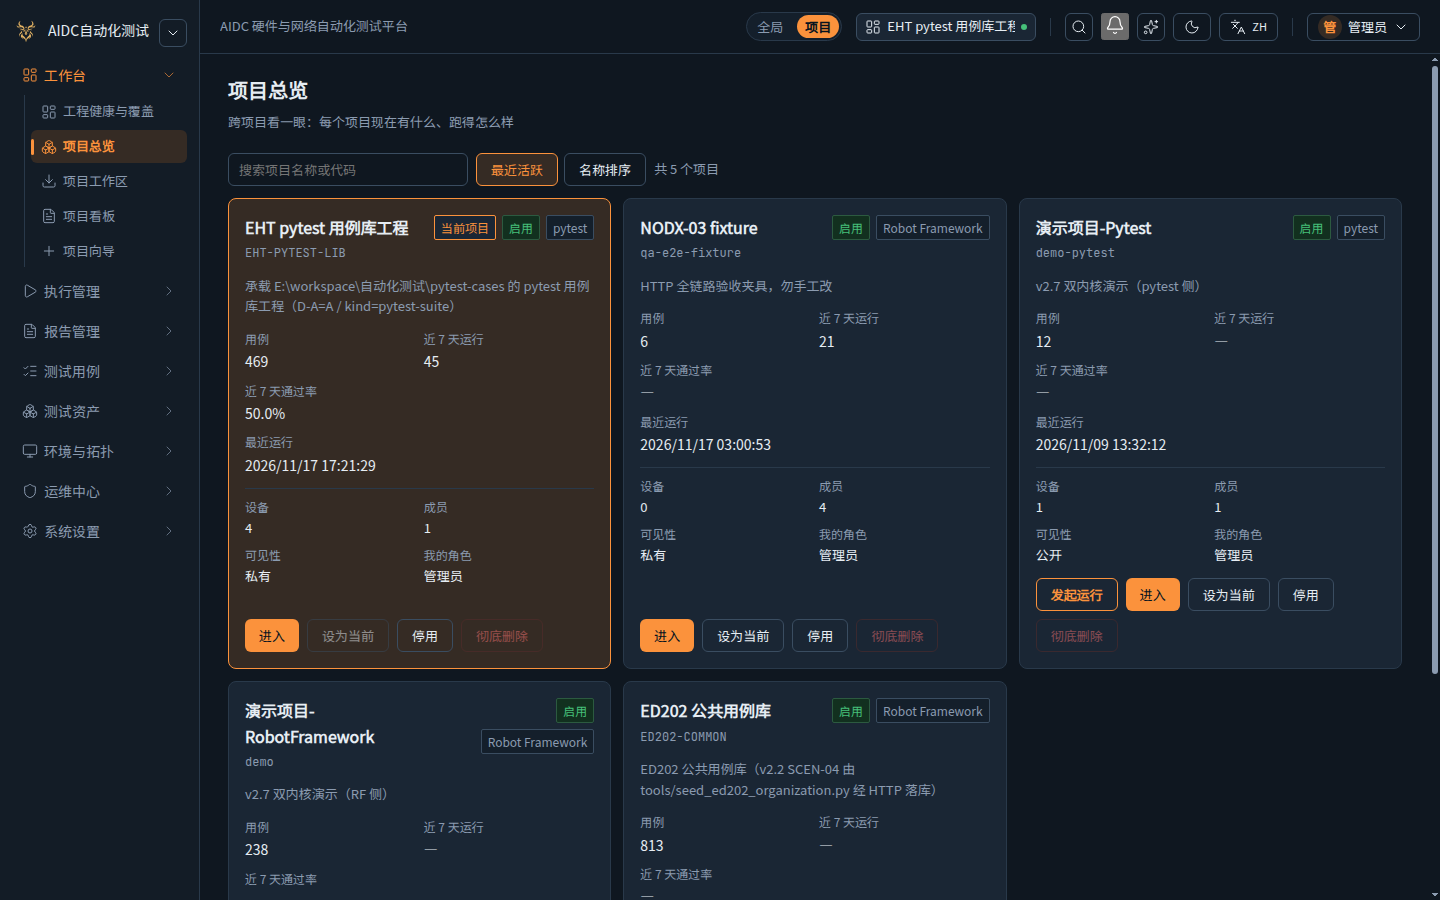 AIDC自动化测试
AIDC 硬件与网络自动化测试平台
全局
项目
EHT pytest 用例库工程
ZH
管
管理员
工作台
工程健康与覆盖
项目总览
项目工作区
项目看板
项目向导
执行管理
报告管理
测试用例
测试资产
环境与拓扑
运维中心
系统设置
项目总览
跨项目看一眼：每个项目现在有什么、跑得怎么样
搜索项目名称或代码
最近活跃
名称排序
共 5 个项目
EHT pytest 用例库工程
当前项目
启用
pytest
EHT-PYTEST-LIB
承载 E:\workspace\自动化测试\pytest-cases 的 pytest 用例
库工程（D-A=A / kind=pytest-suite）
用例
近 7 天运行
469
45
近 7 天通过率
50.0%
最近运行
2026/11/17 17:21:29
设备
成员
4
1
可见性
我的角色
私有
管理员
进入
设为当前
停用
彻底删除
NODX-03 fixture
启用
Robot Framework
qa-e2e-fixture
HTTP 全链路验收夹具，勿手工改
用例
近 7 天运行
6
21
近 7 天通过率
—
最近运行
2026/11/17 03:00:53
设备
成员
0
4
可见性
我的角色
私有
管理员
进入
设为当前
停用
彻底删除
演示项目-Pytest
启用
pytest
demo-pytest
v2.7 双内核演示（pytest 侧）
用例
近 7 天运行
12
—
近 7 天通过率
—
最近运行
2026/11/09 13:32:12
设备
成员
1
1
可见性
我的角色
公开
管理员
发起运行
进入
设为当前
停用
彻底删除
演示项目-
RobotFramework
启用
Robot Framework
demo
v2.7 双内核演示（RF 侧）
用例
近 7 天运行
238
—
近 7 天通过率
ED202 公共用例库
启用
Robot Framework
ED202-COMMON
ED202 公共用例库（v2.2 SCEN-04 由
tools/seed_ed202_organization.py 经 HTTP 落库）
用例
近 7 天运行
813
—
近 7 天通过率
—